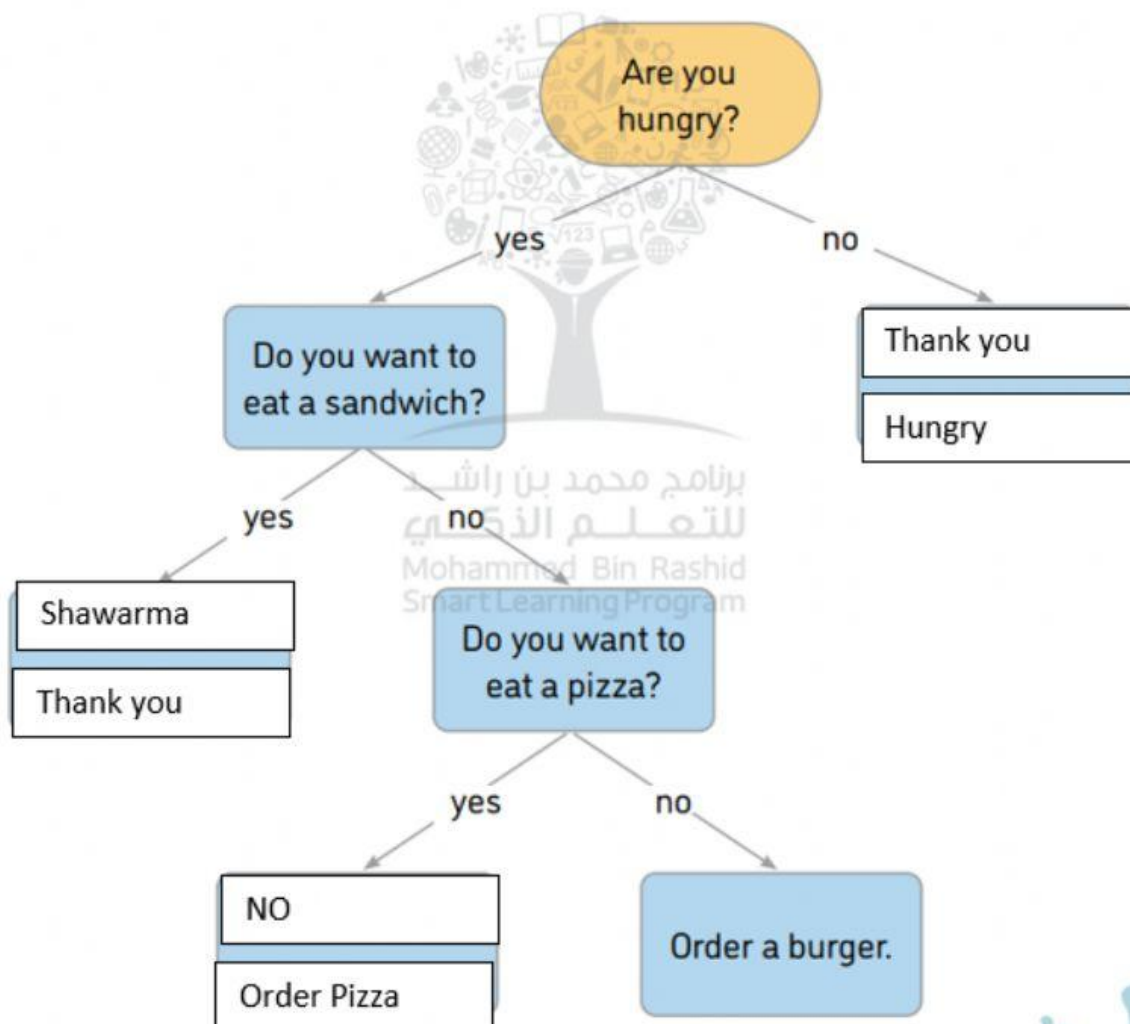 Are you
hungry?
yes
no
Do you want to
eat a sandwich?
Thank you
Hungry
برنامج محمد بن راشد
للتعلم الذكي
Mohammed Bin Rashid
Smart Learning Program
yes
no
Shawarma
Thank you
Do you want to
eat a pizza?
yes
no
NO
Order Pizza
Order a burger.